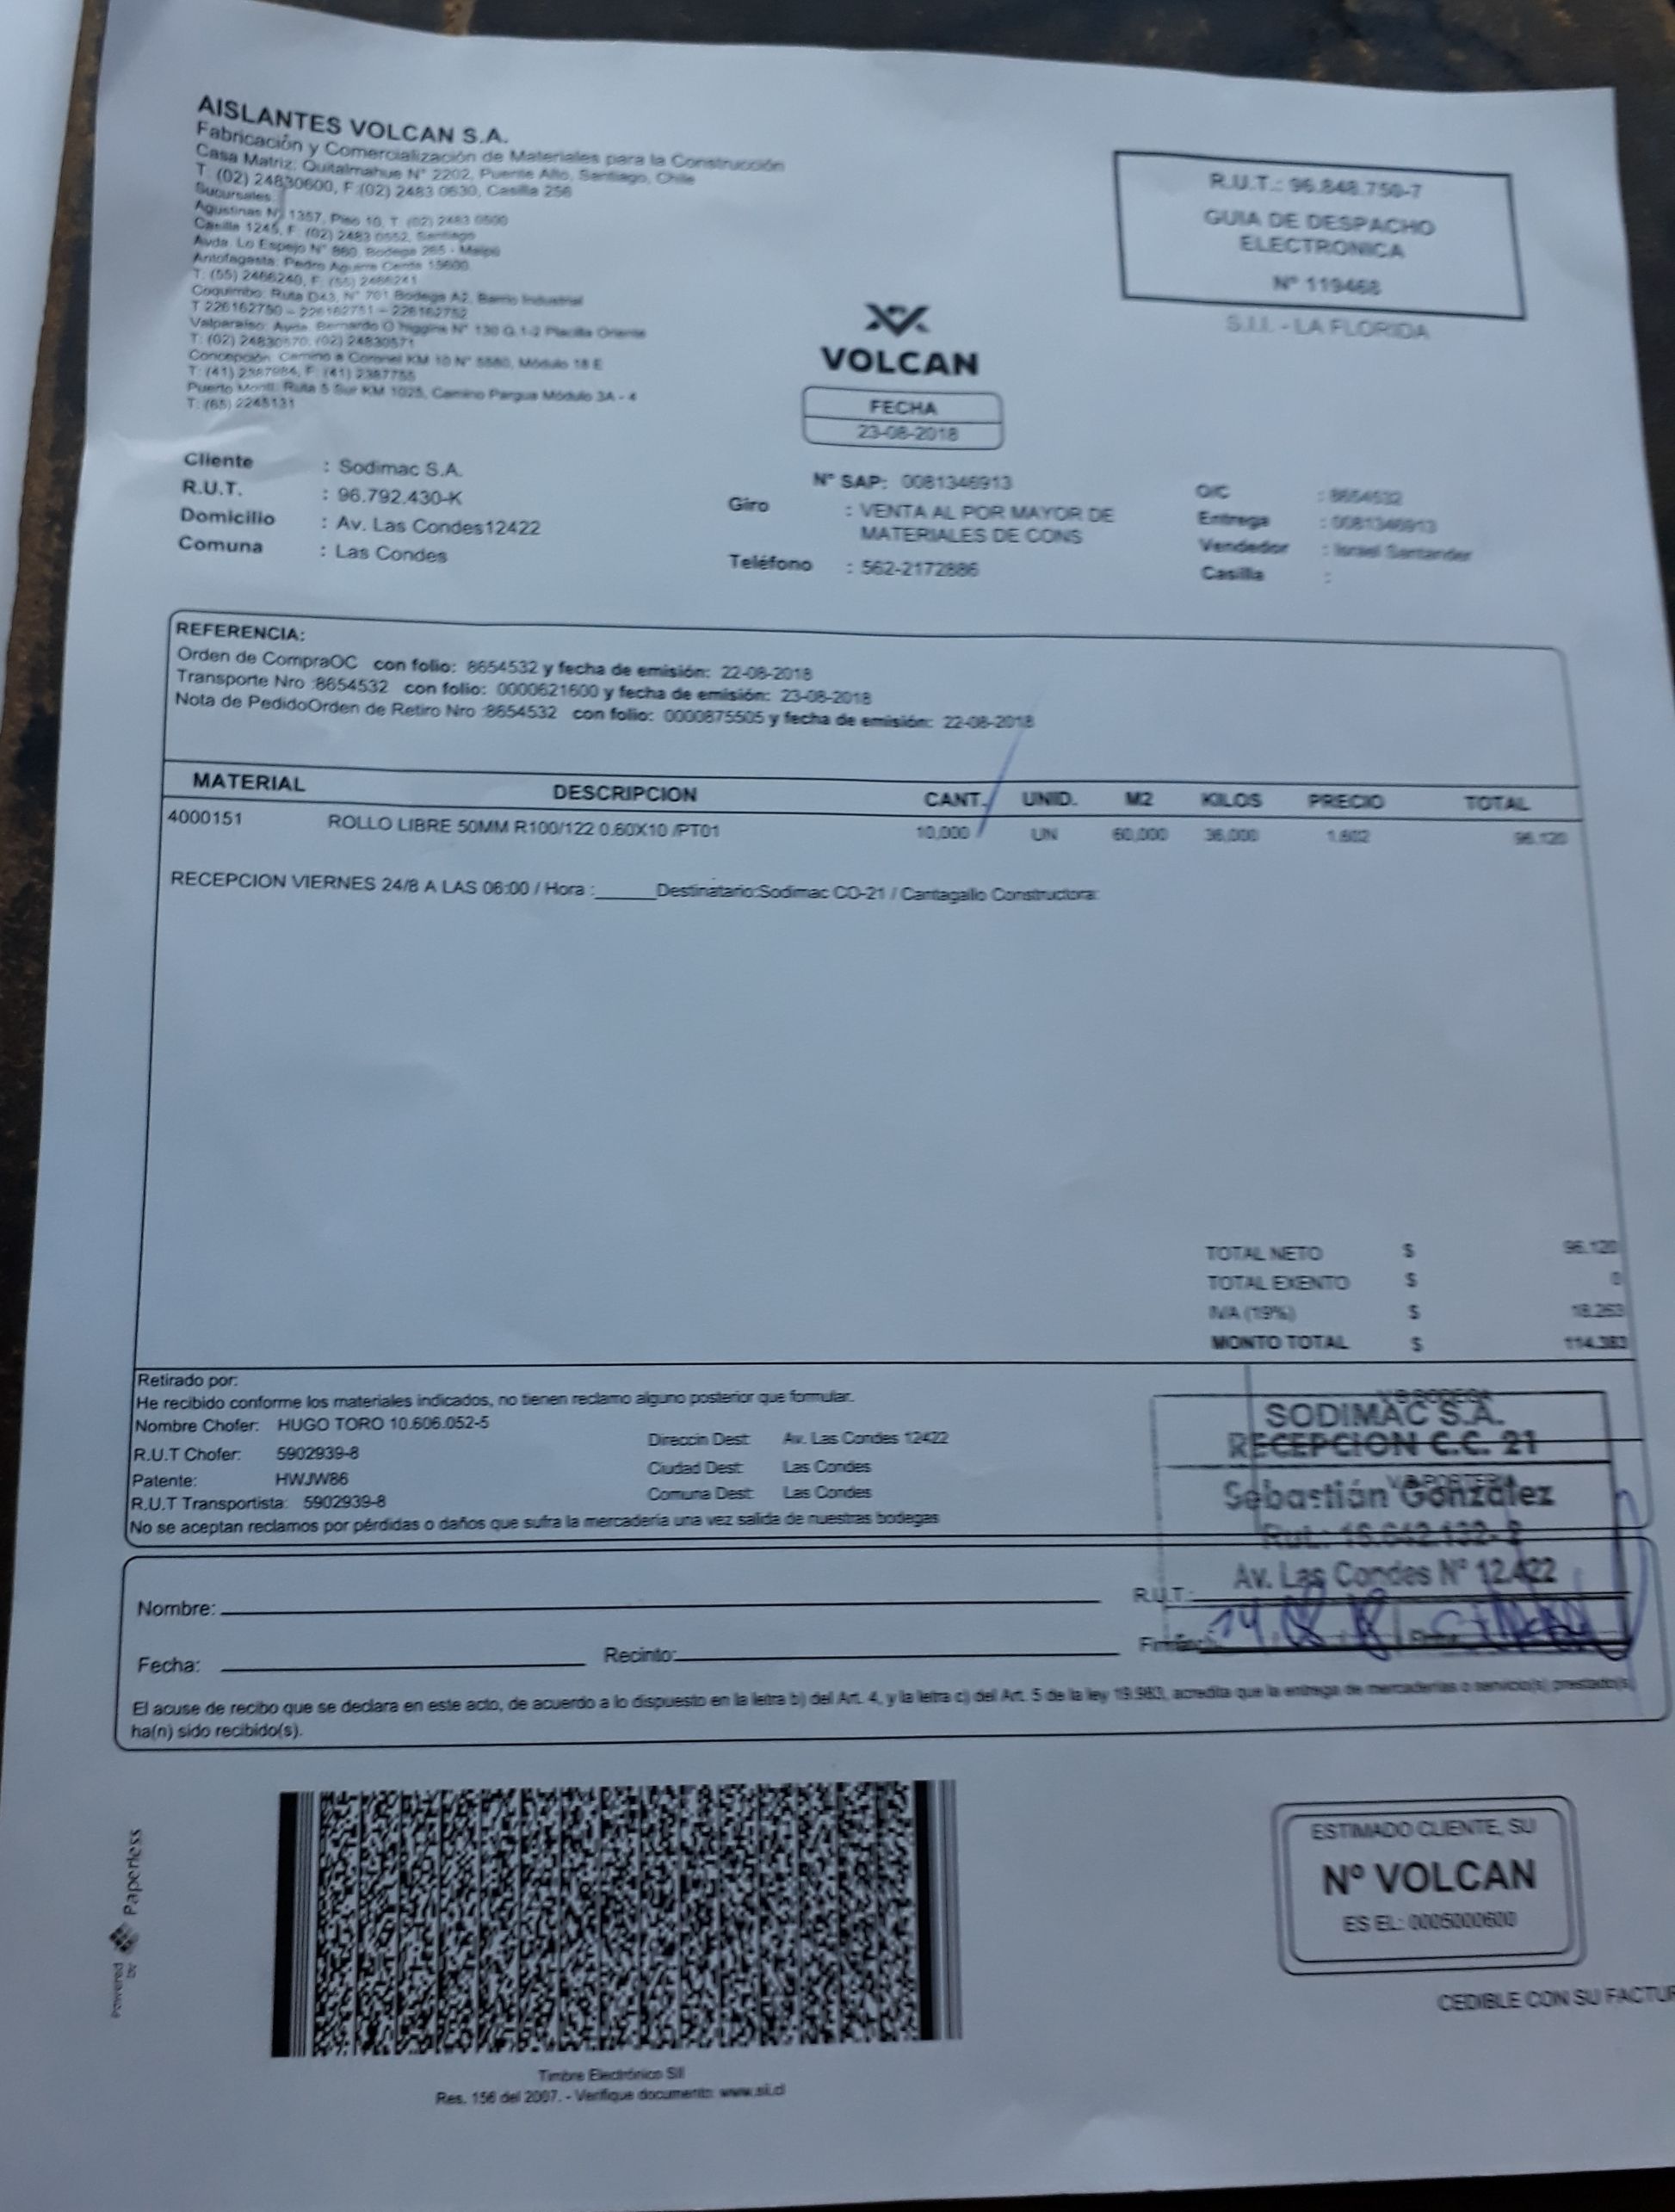 AISLANTES VOLCAN S.A.
Fabricación y Comercialización de Materiales para la Construcción
Casa Matriz: Quitalmahue N° 2202, Puente Alto, Santiago, Chile
T: (02) 24830600, F:(02) 2483 0630, Casilla 256
Sucursales:
Agustinas N° 1357, Piso 10, T: (02) 2483 0500
Casilla 1245, F: (02) 2483 0552, Santiago
Avda. Lo Espejo N° 860, Bodega 265 - Maipú
Antofagasta: Pedro Aguirre Cerda 13600
T: (55) 2466240, F: (55) 2466241
Coquimbo: Ruta D43, N° 701 Bodega A2, Barrio Industrial
T 226162750 - 226162751 - 226162752
Valparaíso: Avda. Bernardo O'higgins N° 130 G 1-2 Placilla Oriente
T: (02) 24830570, (02) 24830571
Concepción: Camino a Coronel KM 10 N° 5580, Módulo 18 E
T: (41) 2387984, F: (41) 2387755
Puerto Montt: Ruta 5 Sur KM 1025, Camino Pargua Módulo 3A - 4
T: (65) 2245131
R.U.T.: 96.848.750-7
GUIA DE DESPACHO
ELECTRONICA
N° 119468
S.I.I. - LA FLORIDA
VOLCAN
FECHA
23-08-2018
Cliente : Sodimac S.A.
R.U.T. : 96.792.430-K
Domicilio : Av. Las Condes12422
Comuna : Las Condes
N° SAP: 0081346913
Giro : VENTA AL POR MAYOR DE
MATERIALES DE CONS
Teléfono : 562-2172886
O/C : 8654532
Entrega : 0081346913
Vendedor : Israel Santander
Casilla :
REFERENCIA:
Orden de CompraOC con folio: 8654532 y fecha de emisión: 22-08-2018
Transporte Nro :8654532 con folio: 0000621600 y fecha de emisión: 23-08-2018
Nota de PedidoOrden de Retiro Nro :8654532 con folio: 0000875505 y fecha de emisión: 22-08-2018
MATERIAL DESCRIPCION CANT. UNID. M2 KILOS PRECIO TOTAL
4000151 ROLLO LIBRE 50MM R100/122 0.60X10 /PT01 10,000 UN 60,000 36,000 1.602 96.120
RECEPCION VIERNES 24/8 A LAS 06:00 / Hora :______Destinatario:Sodimac CO-21 / Cantagallo Constructora:
TOTAL NETO $ 96.120
TOTAL EXENTO $ 0
IVA (19%) $ 18.263
MONTO TOTAL $ 114.383
Retirado por:
He recibido conforme los materiales indicados, no tienen reclamo alguno posterior que formular.
Nombre Chofer: HUGO TORO 10.606.052-5
R.U.T Chofer: 5902939-8
Patente: HWJW86
R.U.T Transportista: 5902939-8
Direccin Dest: Av. Las Condes 12422
Ciudad Dest: Las Condes
Comuna Dest: Las Condes
No se aceptan reclamos por pérdidas o daños que sufra la mercadería una vez salida de nuestras bodegas
V.B BODEGA
V.B PORTERIA
SODIMAC S.A.
RECEPCION C.C. 21
Sebastián González
Av. Las Condes N° 12.422
Nombre:
R.U.T:
Fecha:
Recinto:
El acuse de recibo que se declara en este acto, de acuerdo a lo dispuesto en la letra b) del Art. 4, y la letra c) del Art. 5 de la ley 19.983, acredita que la entrega de mercaderías o servicio(s) prestado(s)
ha(n) sido recibido(s).
Powered by Paperless
Timbre Electrónico SII
Res. 156 del 2007. - Verifique documento: www.sii.cl
ESTIMADO CLIENTE, SU
Nº VOLCAN
ES EL: 0005000600
CEDIBLE CON SU FACTUR